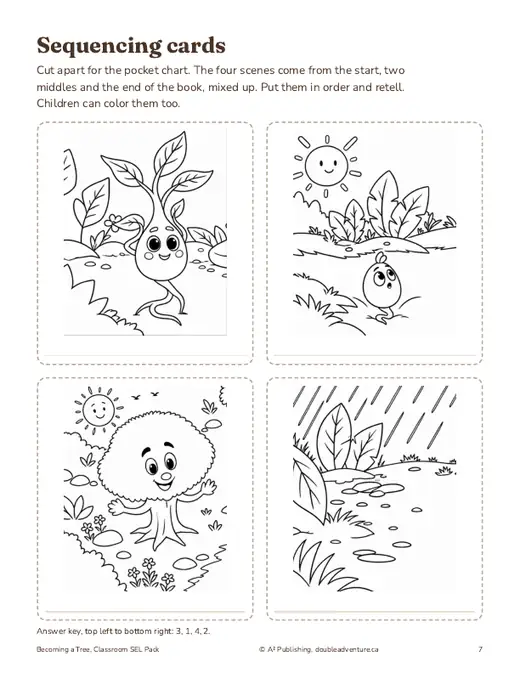 Sequencing cards
Cut apart for the pocket chart. The four scenes come from the start, two
middles and the end of the book, mixed up. Put them in order and retell.
Children can color them too.
Answer key, top left to bottom right: 3, 1, 4, 2.
Becoming a Tree, Classroom SEL Pack
© A² Publishing, doubleadventure.ca
7